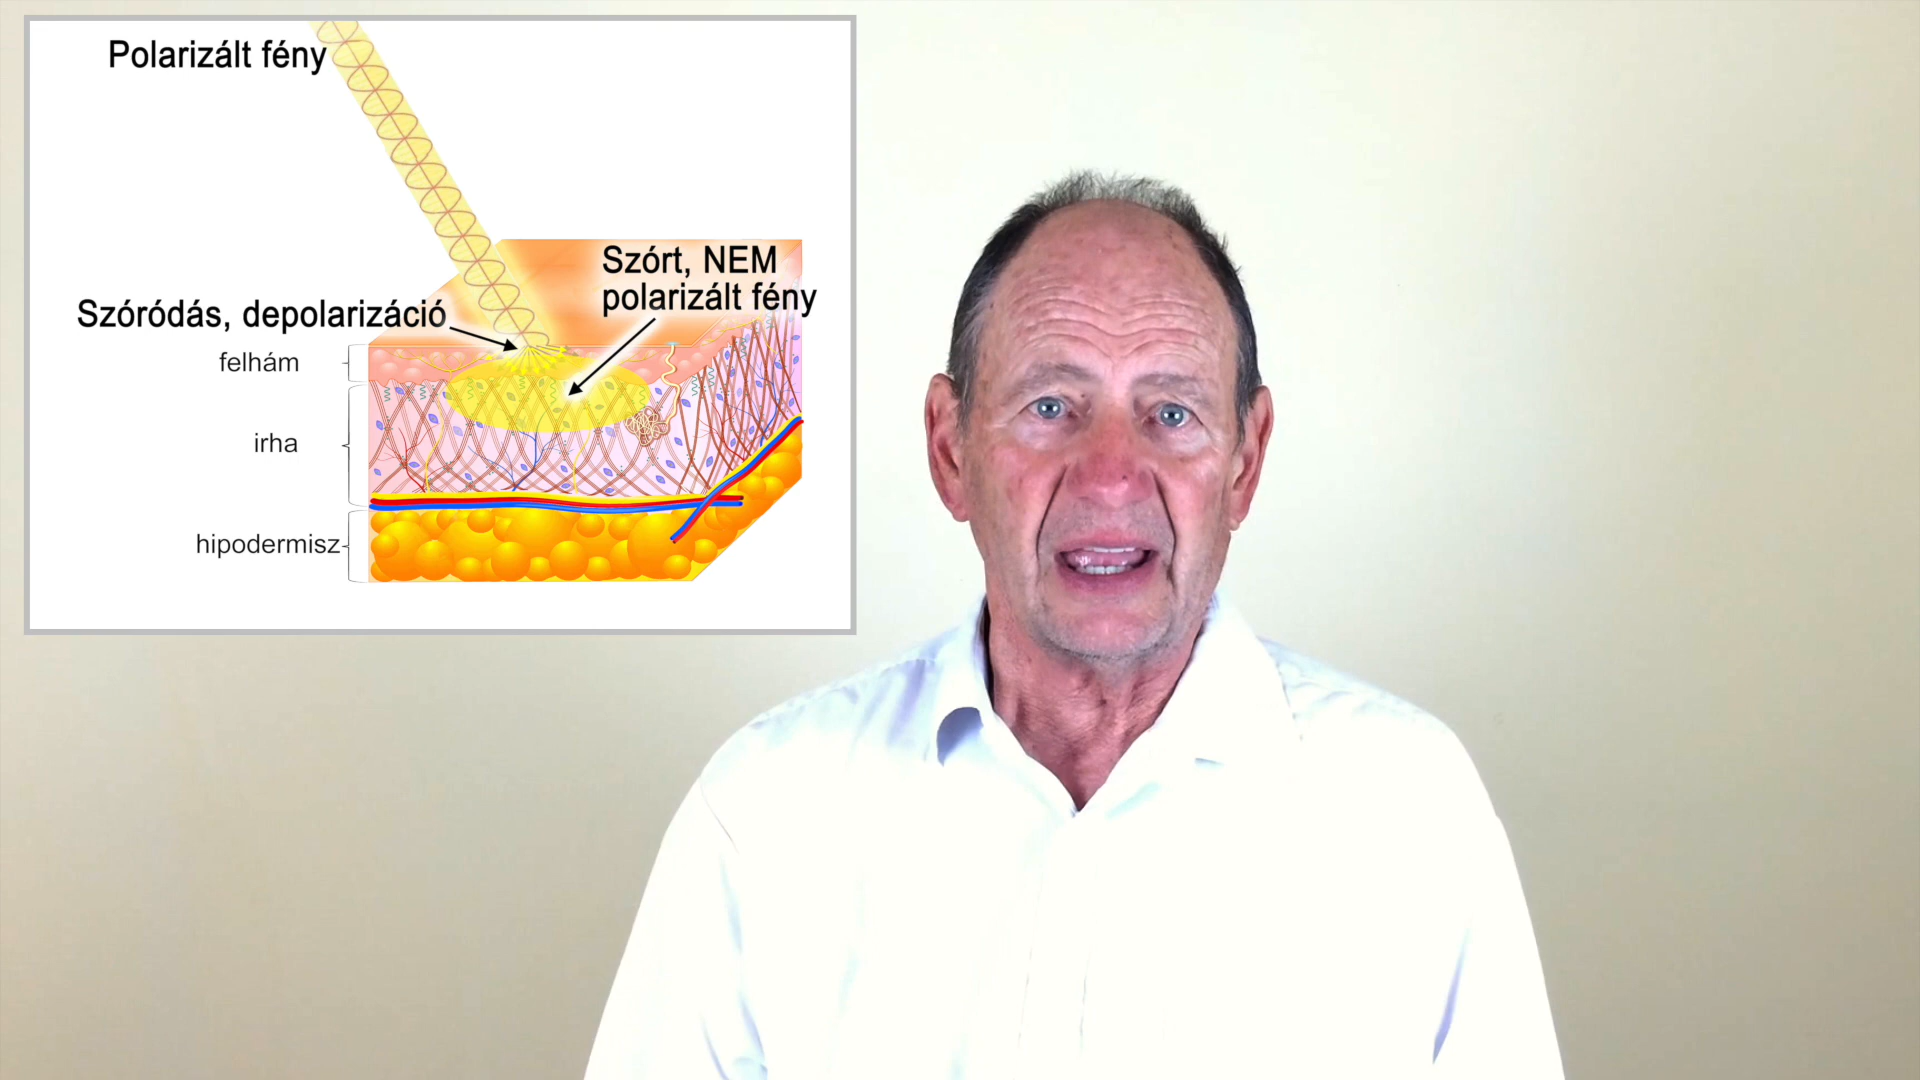 Polarizált fény
Szórt, NEM
polarizált fény
Szóródás, depolarizáció
felhám
irha
hipodermisz